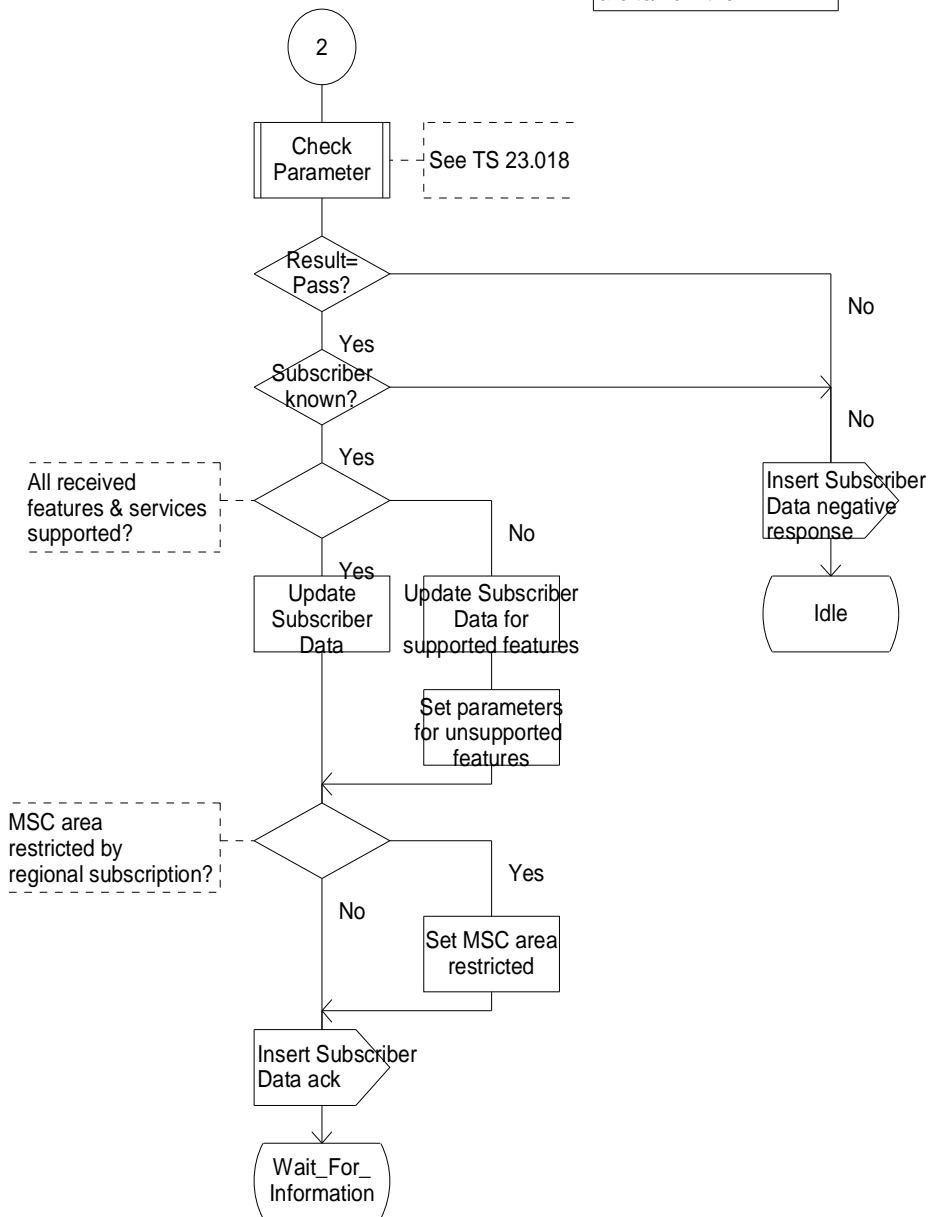 2
Check
Parameter
See TS 23.018
Result=
Pass?
No
Yes
Subscriber
known?
No
Yes
All received
features & services
supported?
Insert Subscriber
Data negative
response
No
Yes
Update
Subscriber
Data
Update Subscriber
Data for
supported features
Idle
Set parameters
for unsupported
features
MSC area
restricted by
regional subscription?
Yes
No
Set MSC area
restricted
Insert Subscriber
Data ack
Wait_For_
Information